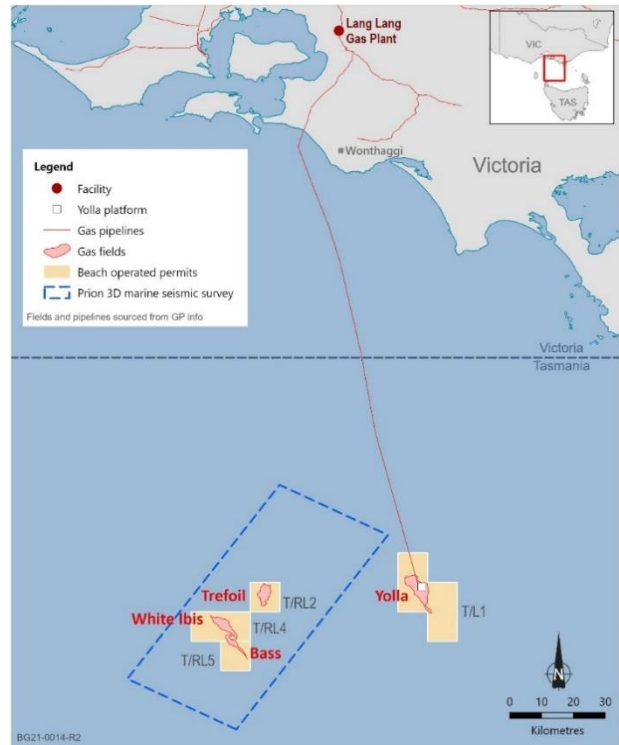 Lang Lang
Gas Plant
VIC
TAS
Wonthaggi
Victoria
Legend
Facility
Yolla platform
Gas pipelines
Gas fields
Beach operated permits
Prion 3D marine seismic survey
Fields and pipelines sourced from GP info
Victoria
Tasmania
Trefoil
T/RL2
Yolla
T/L1
White Ibis
T/RL4
T/RL5
Bass
N
0 10 20 30
Kilometres
BG21-0014-R2